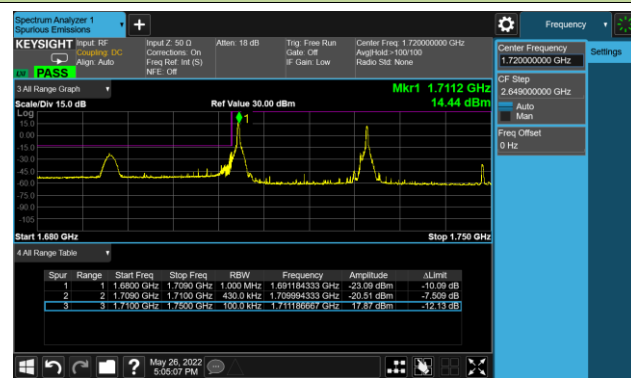 Spectrum Analyzer 1
Spurious Emissions
Frequency
KEYSIGHT Input: RF Input Z: 50 Ω Atten: 18 dB Trig: Free Run Center Freq: 1.720000000 GHz
Coupling: DC Corrections: On Gate: Off Avg|Hold:>100/100
Align: Auto Freq Ref: Int (S) IF Gain: Low Radio Std: None
NFE: Off
PASS
Center Frequency
1.720000000 GHz
Settings
CF Step
2.649000000 GHz
Auto
Man
Freq Offset
0 Hz
3 All Range Graph
Mkr1 1.7112 GHz
Scale/Div 15.0 dB Ref Value 30.00 dBm 14.44 dBm
Log
15.0
0.00
-15.0
-30.0
-45.0
-60.0
-75.0
-90.0
-105
1
Start 1.680 GHz Stop 1.750 GHz
4 All Range Table
Spur Range Start Freq Stop Freq RBW Frequency Amplitude ΔLimit
1 1 1.6800 GHz 1.7090 GHz 1.000 MHz 1.691184333 GHz -23.09 dBm -10.09 dB
2 2 1.7090 GHz 1.7100 GHz 430.0 kHz 1.709994333 GHz -20.51 dBm -7.509 dB
3 3 1.7100 GHz 1.7500 GHz 100.0 kHz 1.711186667 GHz 17.87 dBm -12.13 dB
May 26, 2022
5:05:07 PM